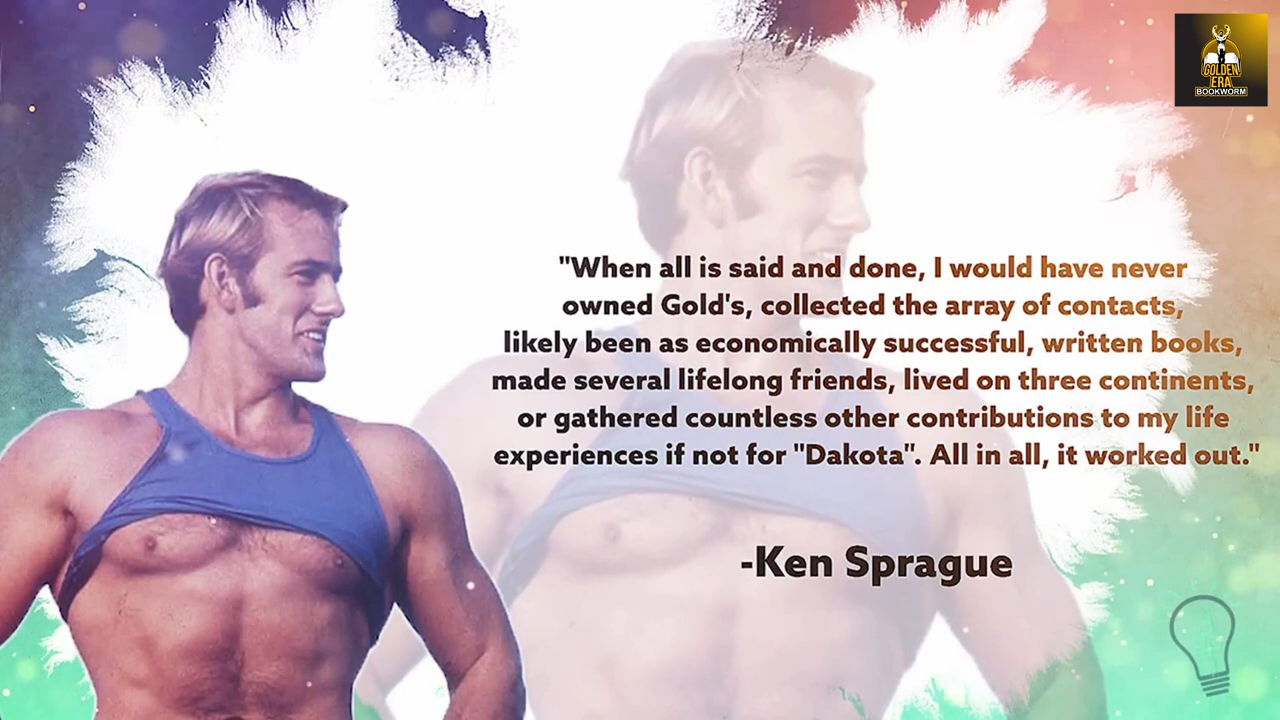 GOLDEN
ERA
BOOKWORM
"When all is said and done, I would have never
owned Gold's, collected the array of contacts,
likely been as economically successful, written books,
made several lifelong friends, lived on three continents,
or gathered countless other contributions to my life
experiences if not for "Dakota". All in all, it worked out."
-Ken Sprague